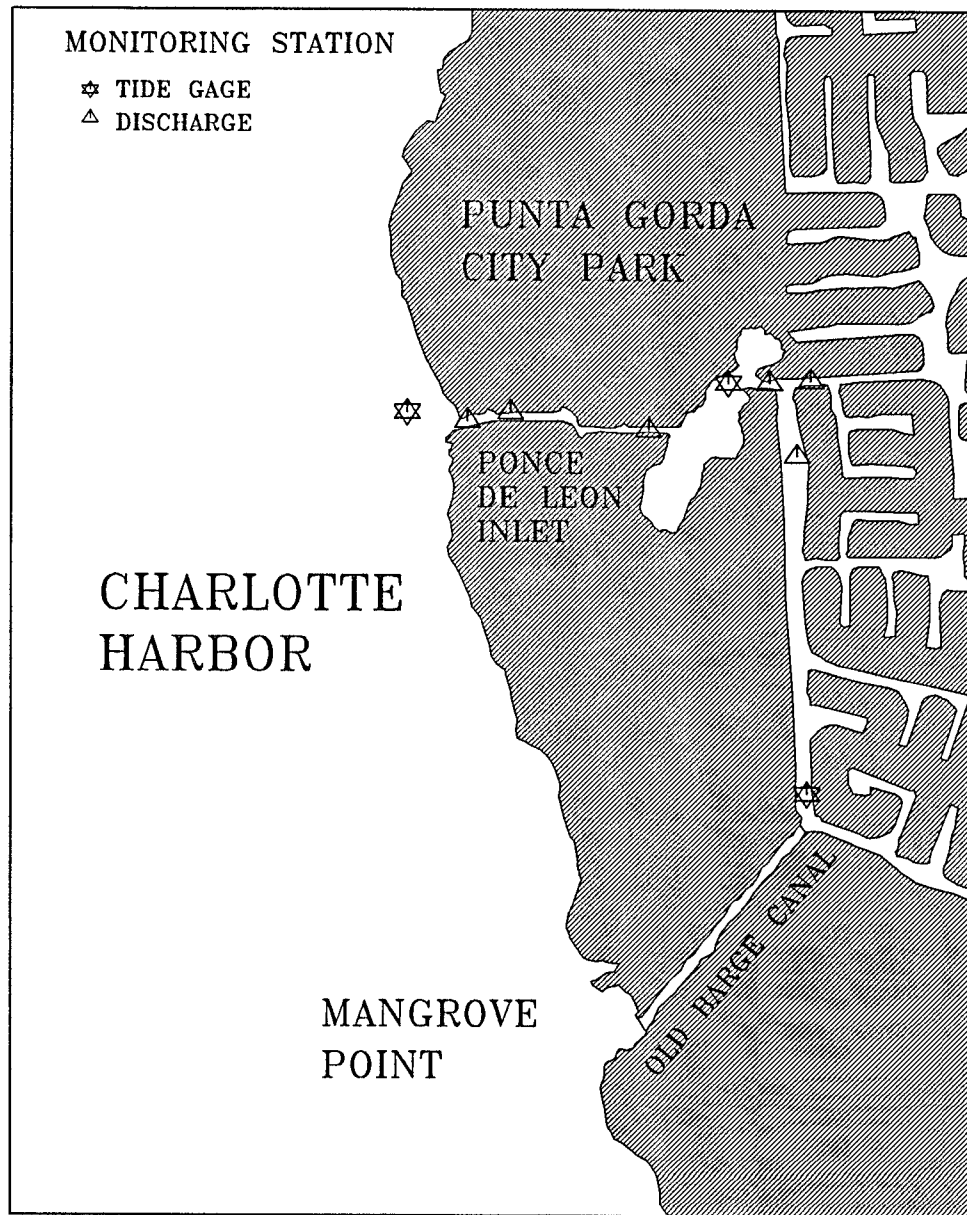 MONITORING STATION
TIDE GAGE
DISCHARGE
PUNTA GORDA
CITY PARK
PONCE
DE LEON
INLET
CHARLOTTE
HARBOR
OLD BARGE CANAL
MANGROVE
POINT